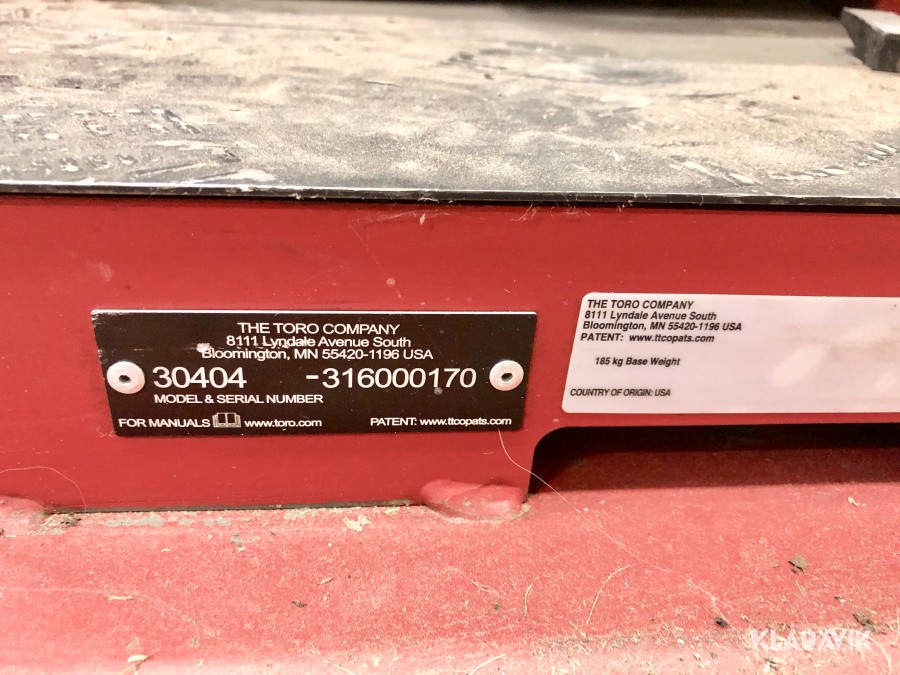 THE TORO COMPANY
8111 Lyndale Avenue South
Bloomington, MN 55420-1196 USA
30404 -316000170
MODEL & SERIAL NUMBER
FOR MANUALS www.toro.com PATENT: www.ttcopats.com
THE TORO COMPANY
8111 Lyndale Avenue South
Bloomington, MN 55420-1196 USA
PATENT: www.ttcopats.com
185 kg Base Weight
COUNTRY OF ORIGIN: USA
KLARAVIK